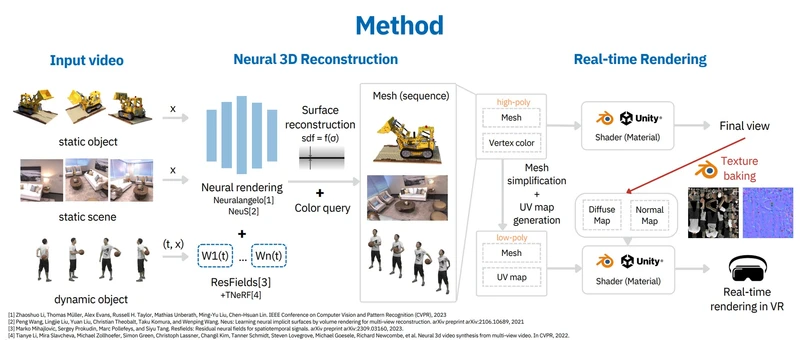 Method
Input video
Neural 3D Reconstruction
Real-time Rendering
x
static object
x
static scene
(t, x)
dynamic object
Neural rendering
Neuralangelo[1]
NeuS[2]
+
W1(t)
...
Wn(t)
ResFields[3]
+TNeRF[4]
Surface
reconstruction
sdf = f(σ)
+
Color query
Mesh (sequence)
high-poly
Mesh
Vertex color
Mesh
simplification
+
UV map
generation
low-poly
Mesh
UV map
Unity
Shader (Material)
Final view
Texture
baking
Diffuse
Map
Normal
Map
Unity
Shader (Material)
Real-time
rendering in VR
[1] Zhaoshuo Li, Thomas Müller, Alex Evans, Russell H. Taylor, Mathias Unberath, Ming-Yu Liu, Chen-Hsuan Lin, IEEE Conference on Computer Vision and Pattern Recognition (CVPR), 2023
[2] Peng Wang, Lingjie Liu, Yuan Liu, Christian Theobalt, Taku Komura, and Wenping Wang. Neus: Learning neural implicit surfaces by volume rendering for multi-view reconstruction. arXiv preprint arXiv:2106.10689, 2021
[3] Marko Mihajlovic, Sergey Prokudin, Marc Pollefeys, and Siyu Tang. Resfields: Residual neural fields for spatiotemporal signals. arXiv preprint arXiv:2309.03160, 2023.
[4] Tianye Li, Mira Slavcheva, Michael Zollhoefer, Simon Green, Christoph Lassner, Changil Kim, Tanner Schmidt, Steven Lovegrove, Michael Goesele, Richard Newcombe, et al. Neural 3d video synthesis from multi-view video. In CVPR, 2022.